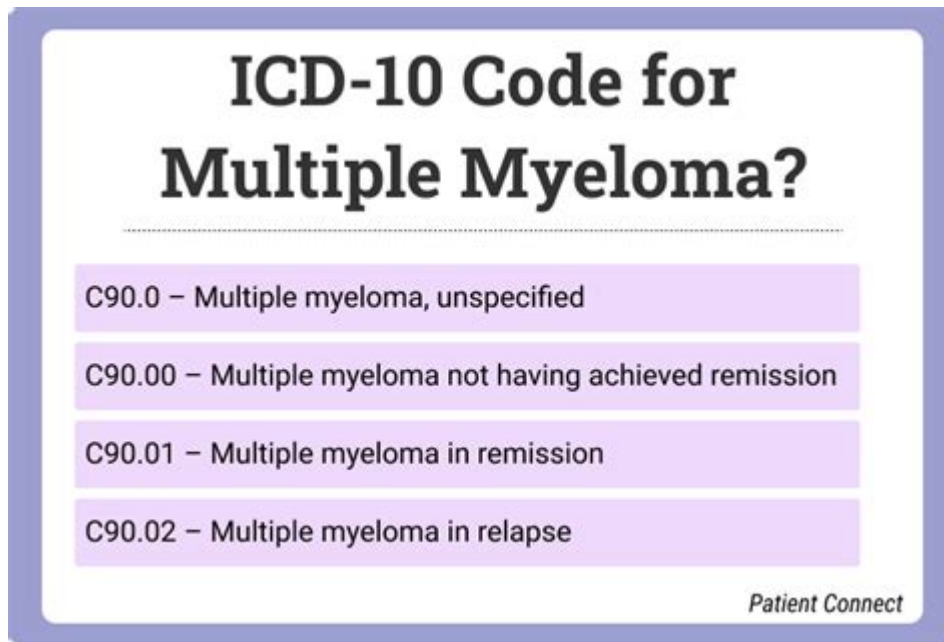 ICD-10 Code for
Multiple Myeloma?
C90.0 – Multiple myeloma, unspecified
C90.00 – Multiple myeloma not having achieved remission
C90.01 – Multiple myeloma in remission
C90.02 – Multiple myeloma in relapse
Patient Connect